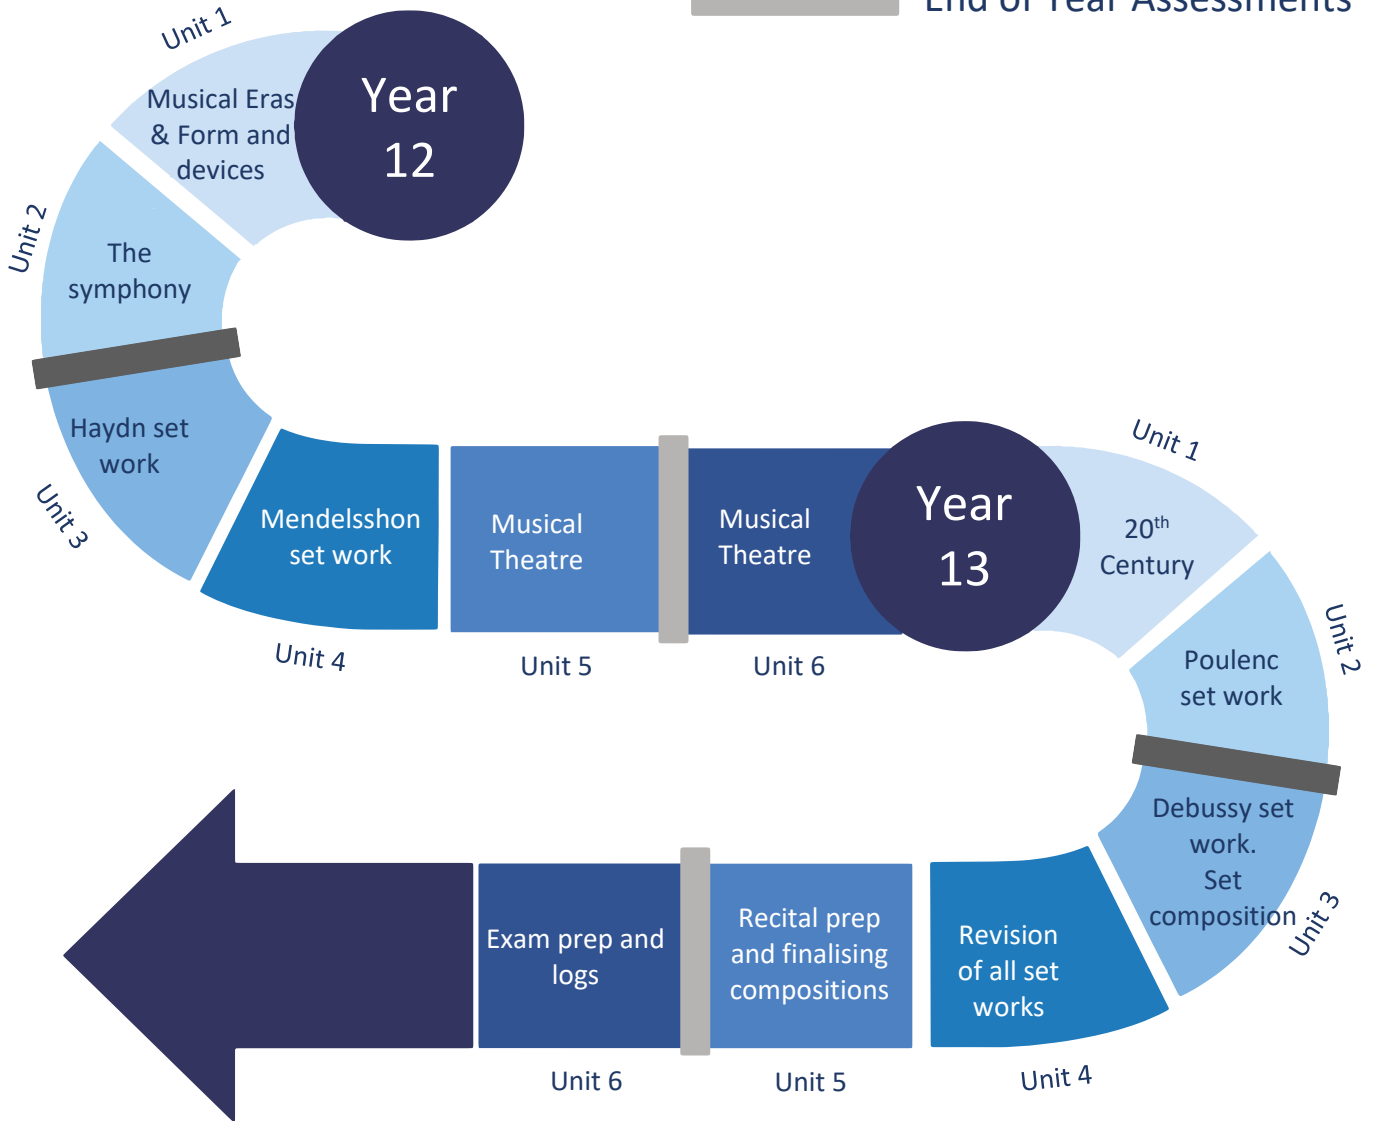 End of Year Assessments
Unit 1
Musical Eras
& Form and
devices
Year
12
Unit 2
The
symphony
Haydn set
work
Unit 3
Mendelsshon
set work
Unit 4
Musical
Theatre
Unit 5
Musical
Theatre
Unit 6
Year
13
Unit 1
20th
Century
Unit 2
Poulenc
set work
Debussy set
work.
Set
composition
Unit 3
Revision
of all set
works
Unit 4
Recital prep
and finalising
compositions
Unit 5
Exam prep and
logs
Unit 6